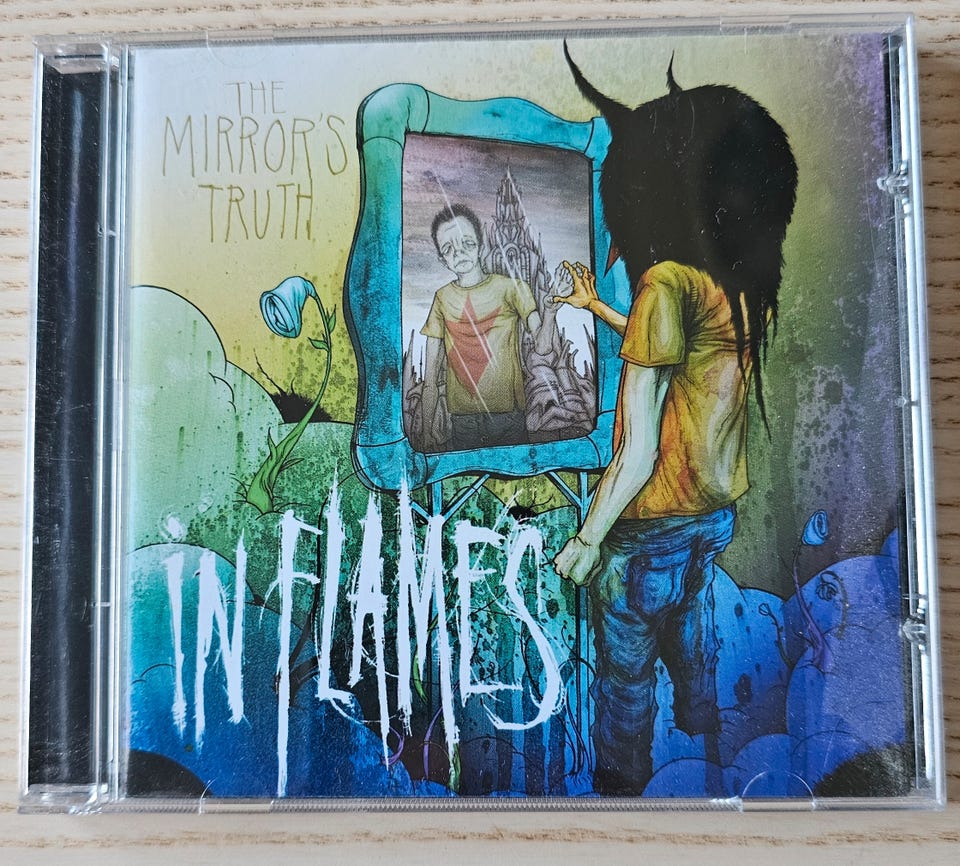 THE
MIRROR'S
TRUTH
iN FLAMES